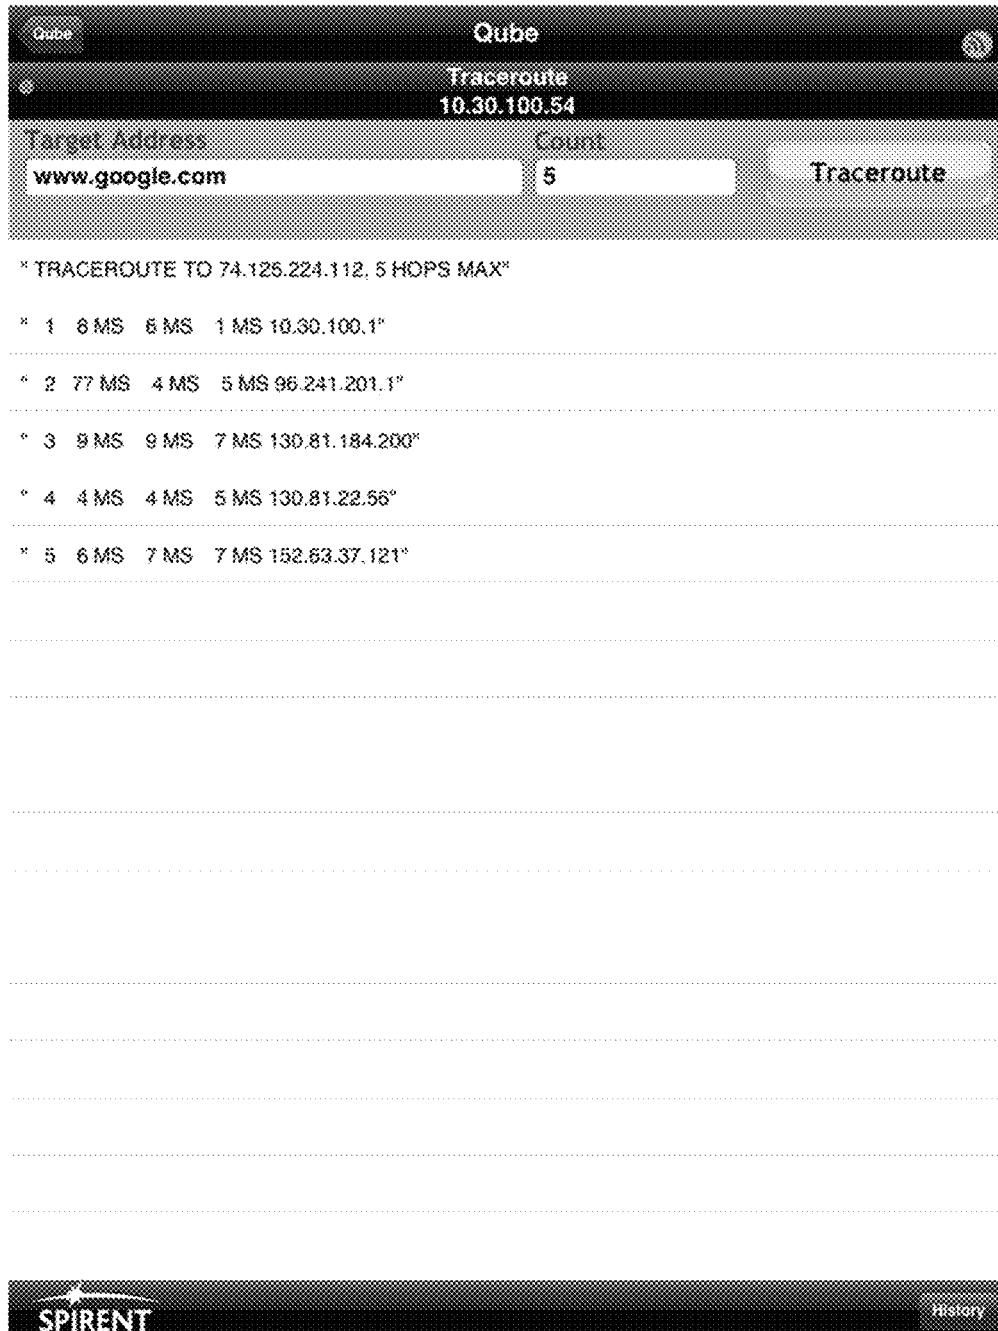 Qube
Qube
Traceroute
10.30.100.54
Target Address Count
www.google.com 5 Traceroute
" TRACEROUTE TO 74.125.224.112, 5 HOPS MAX"
" 1 8 MS 6 MS 1 MS 10.30.100.1"
" 2 77 MS 4 MS 5 MS 96.241.201.1"
" 3 9 MS 9 MS 7 MS 130.81.184.200"
" 4 4 MS 4 MS 5 MS 130.81.22.56"
" 5 6 MS 7 MS 7 MS 152.63.37.121"
SPIRENT History